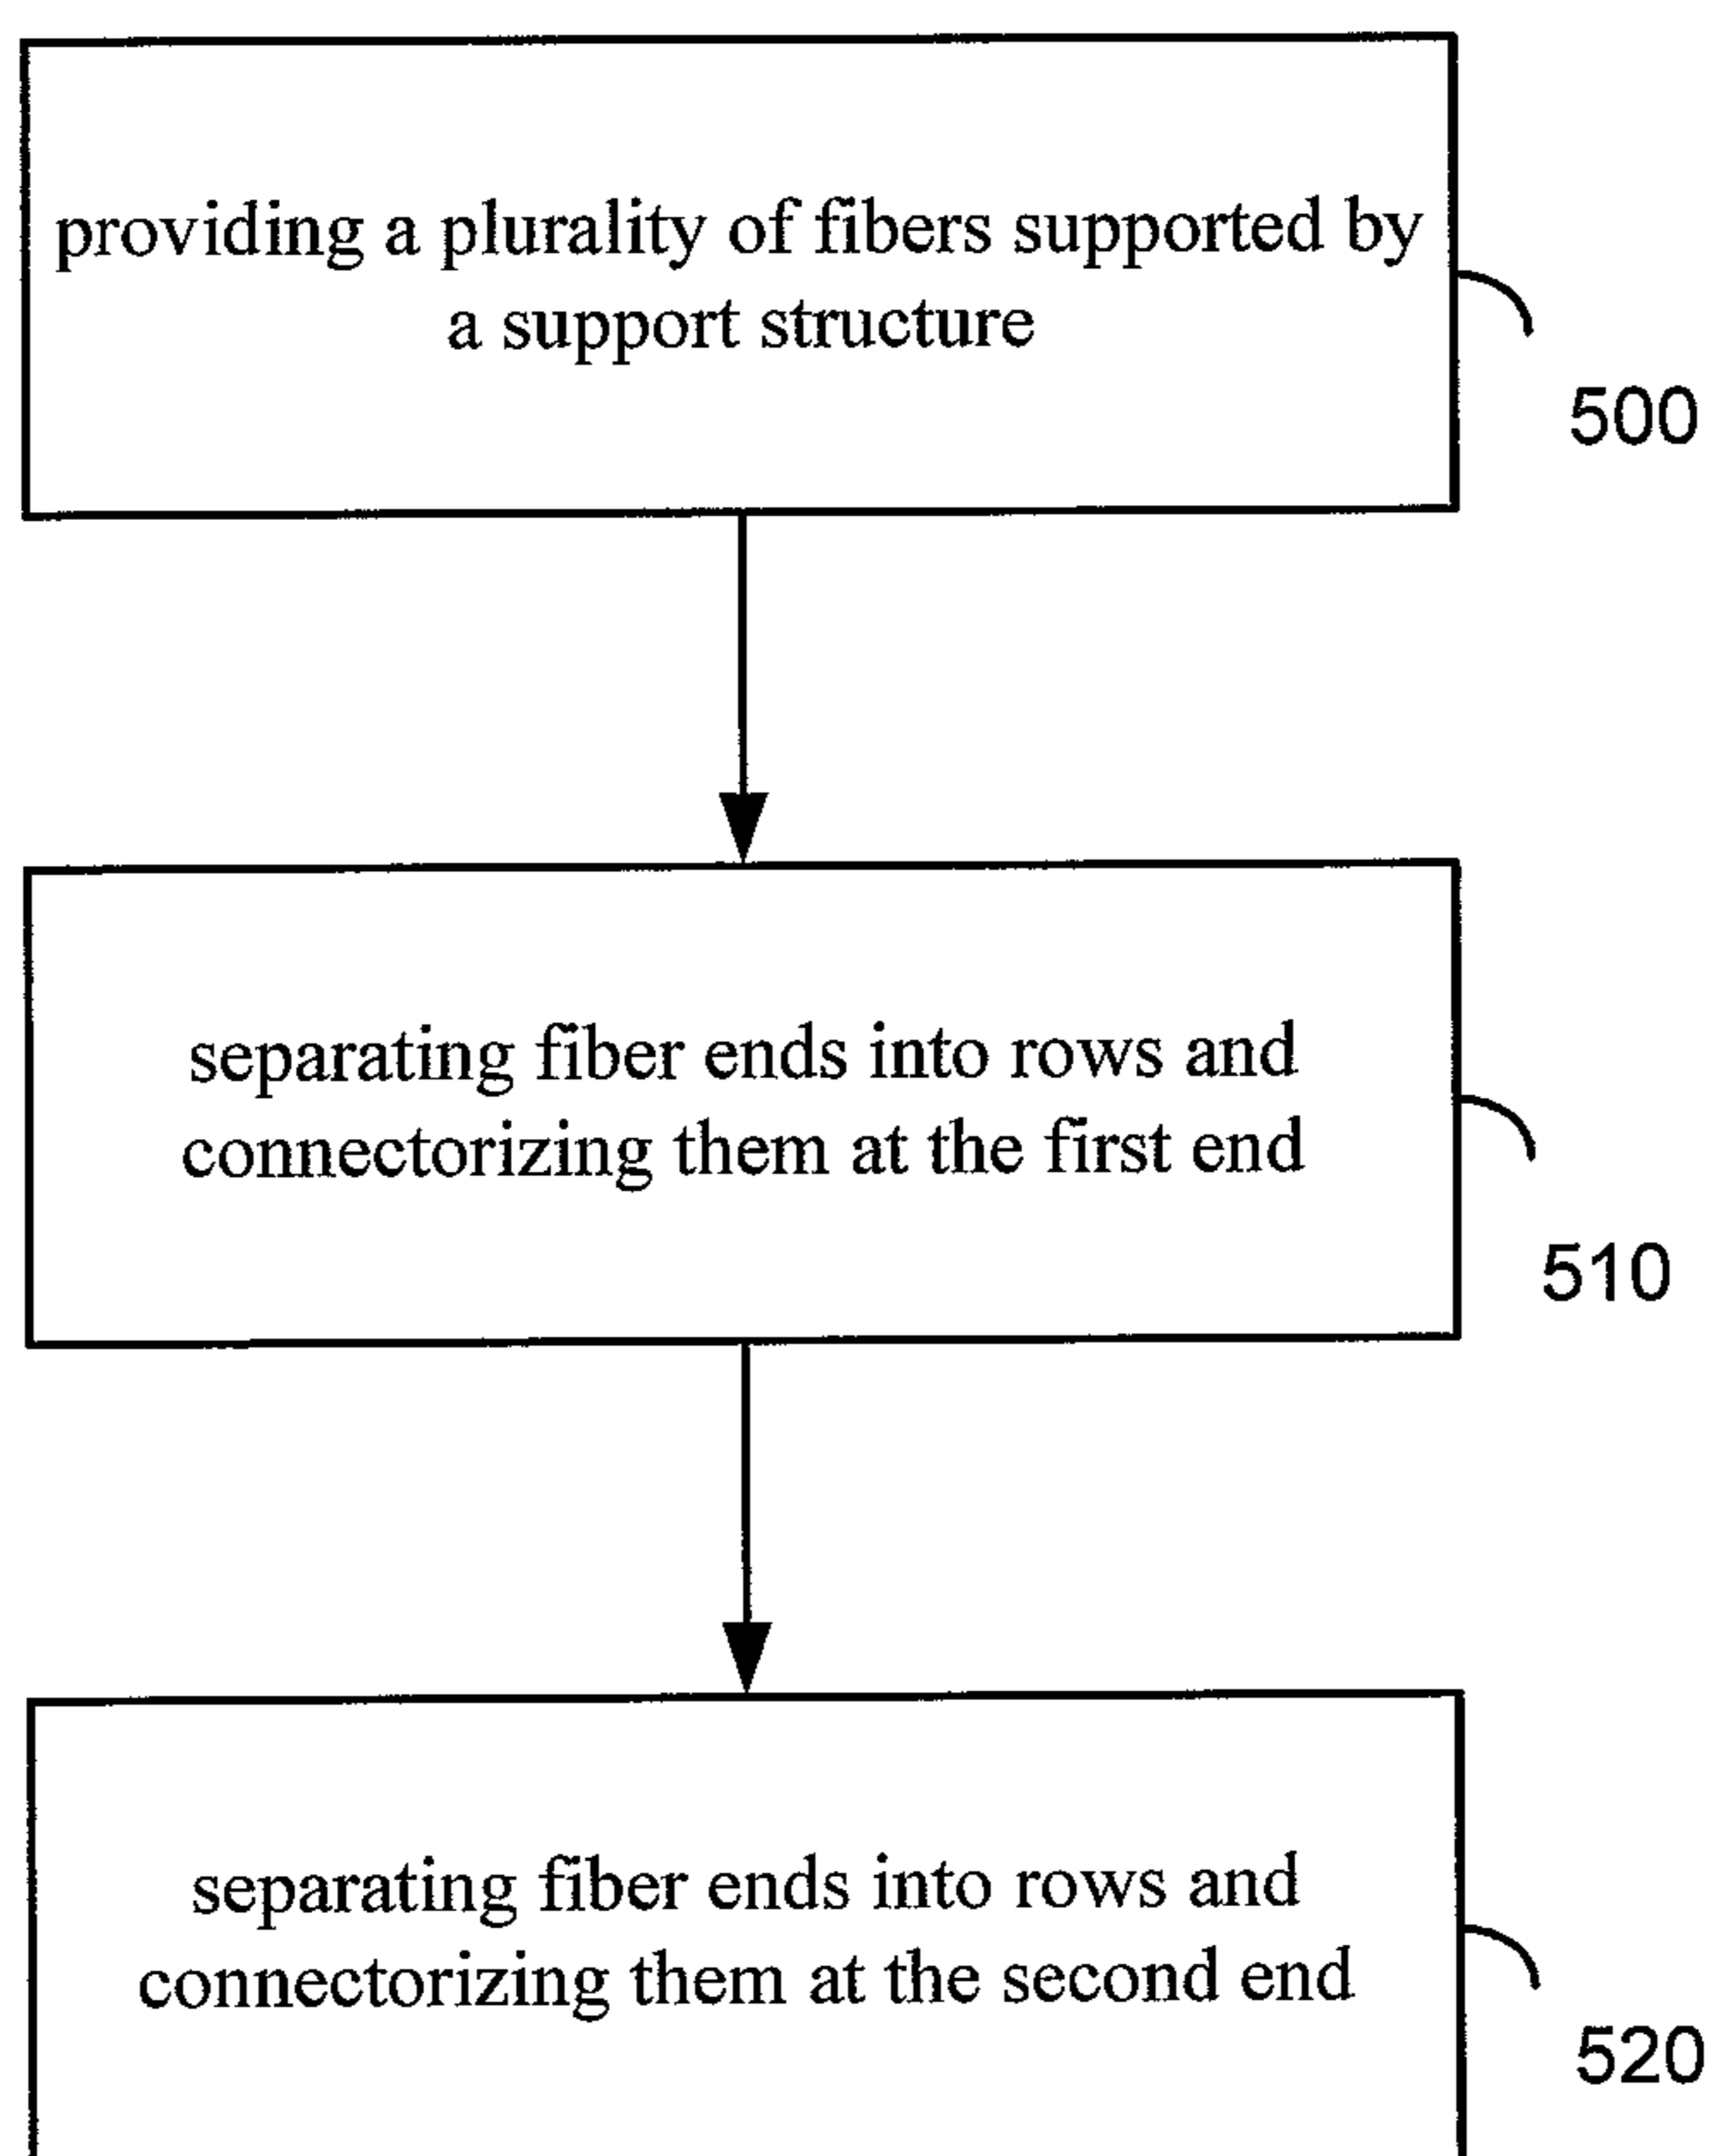 providing a plurality of fibers supported by
a support structure
500
separating fiber ends into rows and
connectorizing them at the first end
510
separating fiber ends into rows and
connectorizing them at the second end
520